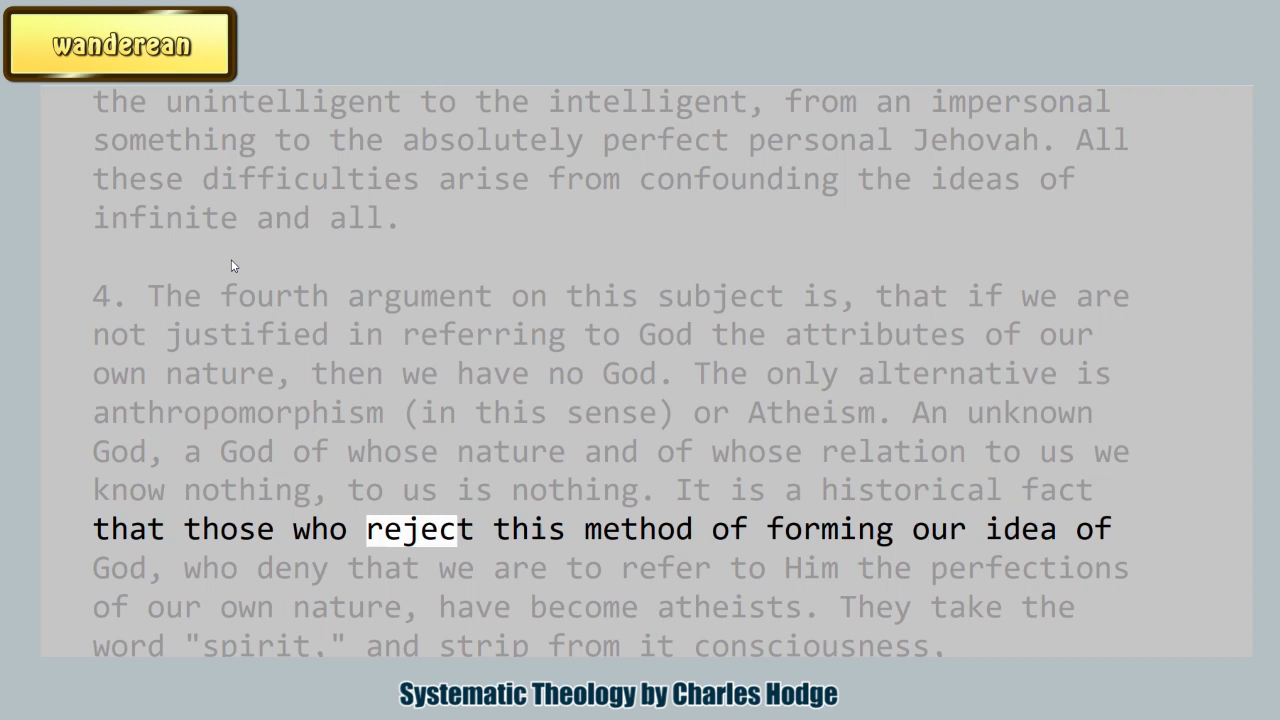 wanderean
the unintelligent to the intelligent, from an impersonal
something to the absolutely perfect personal Jehovah. All
these difficulties arise from confounding the ideas of
infinite and all.
4. The fourth argument on this subject is, that if we are
not justified in referring to God the attributes of our
own nature, then we have no God. The only alternative is
anthropomorphism (in this sense) or Atheism. An unknown
God, a God of whose nature and of whose relation to us we
know nothing, to us is nothing. It is a historical fact
that those who reject this method of forming our idea of
God, who deny that we are to refer to Him the perfections
of our own nature, have become atheists. They take the
word "spirit," and strip from it consciousness,
Systematic Theology by Charles Hodge